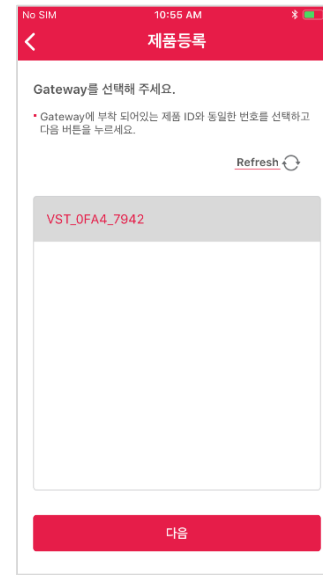 No SIM 10:55 AM
제품등록
Gateway를 선택해 주세요.
• Gateway에 부착 되어있는 제품 ID와 동일한 번호를 선택하고
다음 버튼을 누르세요.
Refresh
VST_0FA4_7942
다음